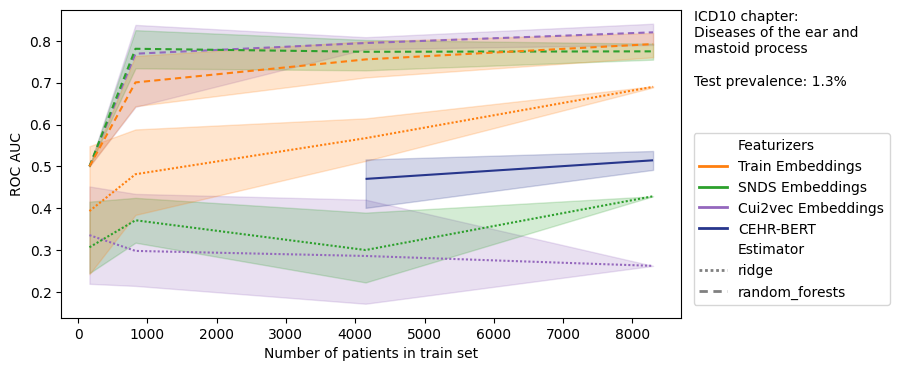 ICD10 chapter:
Diseases of the ear and
mastoid process
Test prevalence: 1.3%
ROC AUC
0.8
0.7
0.6
0.5
0.4
0.3
0.2
0
1000
2000
3000
4000
5000
6000
7000
8000
Number of patients in train set
Featurizers
Train Embeddings
SNDS Embeddings
Cui2vec Embeddings
CEHR-BERT
Estimator
ridge
random_forests